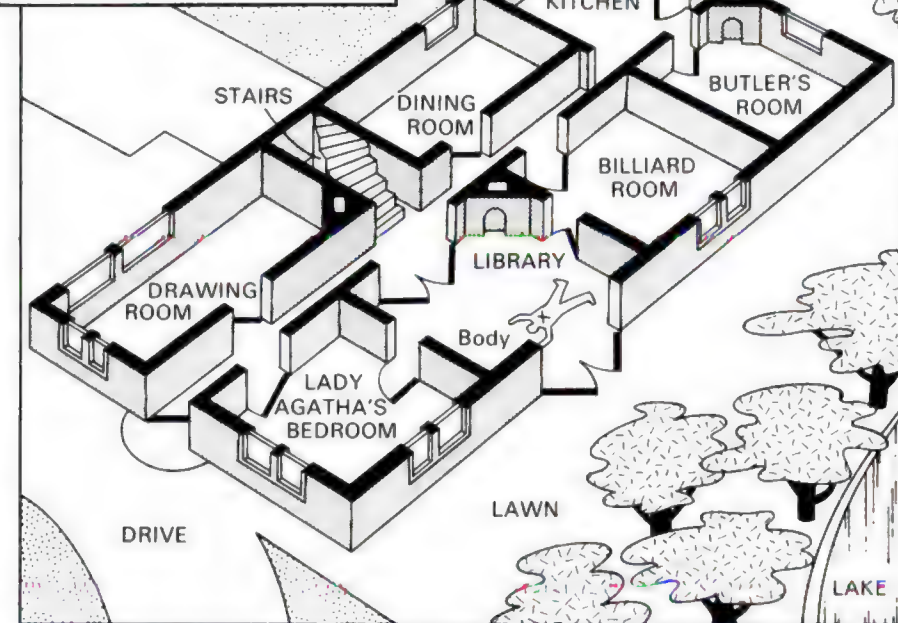 KITCHEN
STAIRS
DINING
ROOM
BUTLER'S
ROOM
BILLIARD
ROOM
LIBRARY
DRAWING
ROOM
Body
LADY
AGATHA'S
BEDROOM
LAWN
DRIVE
LAKE